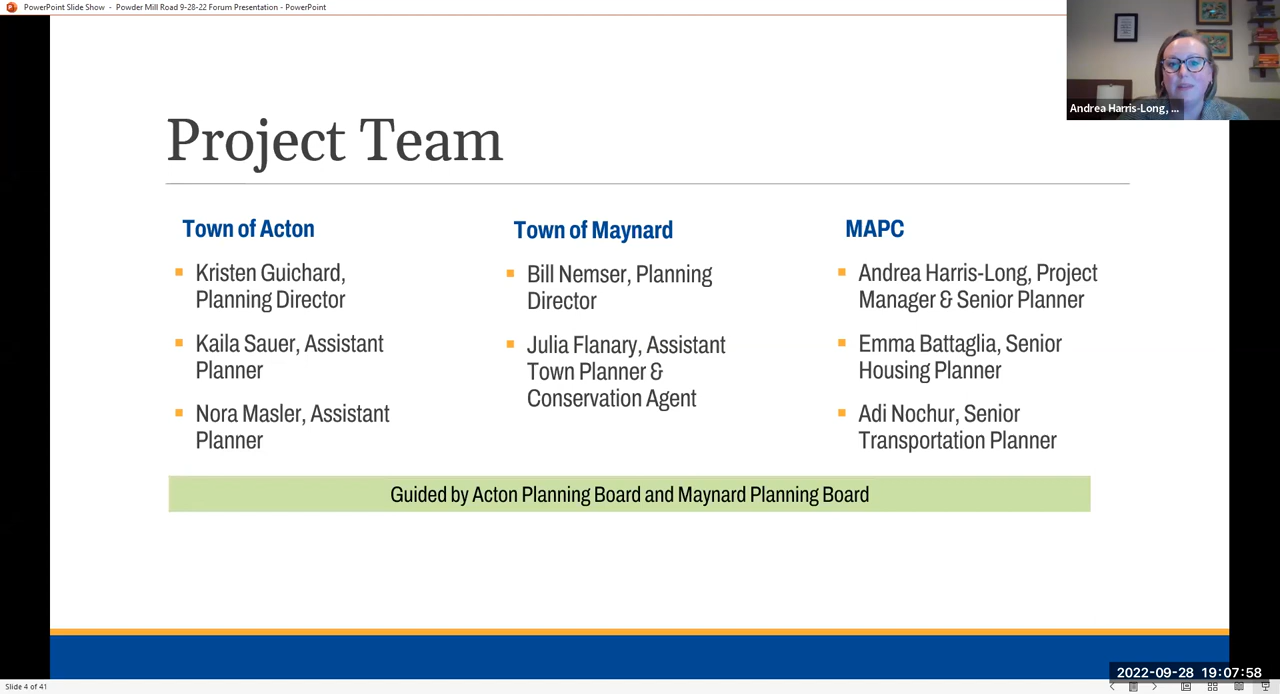 PowerPoint Slide Show - Powder Mill Road 9-28-22 Forum Presentation - PowerPoint
Andrea Harris-Long, ...
Project Team
Town of Acton
Kristen Guichard,
Planning Director
Kaila Sauer, Assistant
Planner
Nora Masler, Assistant
Planner
Town of Maynard
Bill Nemser, Planning
Director
Julia Flanary, Assistant
Town Planner &
Conservation Agent
MAPC
Andrea Harris-Long, Project
Manager & Senior Planner
Emma Battaglia, Senior
Housing Planner
Adi Nochur, Senior
Transportation Planner
Guided by Acton Planning Board and Maynard Planning Board
2022-09-28 19:07:58
Slide 4 of 41